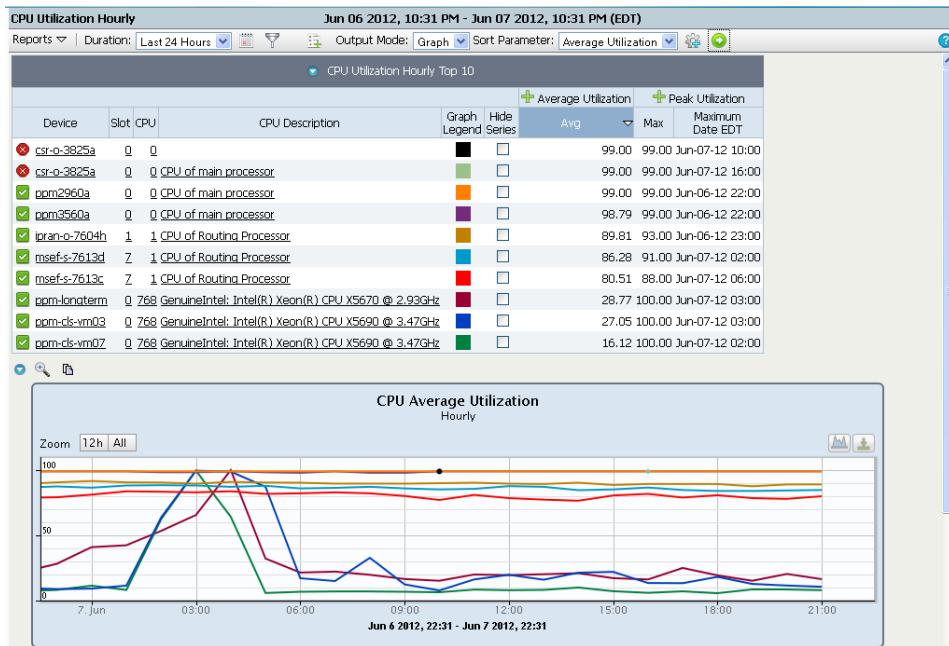 CPU Utilization Hourly Jun 06 2012, 10:31 PM - Jun 07 2012, 10:31 PM (EDT)
Reports Duration: Last 24 Hours Output Mode: Graph Sort Parameter: Average Utilization
CPU Utilization Hourly Top 10
Average Utilization Peak Utilization
Device Slot CPU CPU Description Graph Legend Hide Series Avg Max Maximum Date EDT
csr-o-3825a 0 0 99.00 99.00 Jun-07-12 10:00
csr-o-3825a 0 0 CPU of main processor 99.00 99.00 Jun-07-12 16:00
ppm2960a 0 0 CPU of main processor 99.00 99.00 Jun-06-12 22:00
ppm3560a 0 0 CPU of main processor 98.79 99.00 Jun-06-12 22:00
ipran-o-7604h 1 1 CPU of Routing Processor 89.81 93.00 Jun-06-12 23:00
msef-s-7613d 7 1 CPU of Routing Processor 86.28 91.00 Jun-07-12 02:00
msef-s-7613c 7 1 CPU of Routing Processor 80.51 88.00 Jun-07-12 06:00
ppm-longterm 0 768 GenuineIntel: Intel(R) Xeon(R) CPU X5670 @ 2.93GHz 28.77 100.00 Jun-07-12 03:00
ppm-cls-vm03 0 768 GenuineIntel: Intel(R) Xeon(R) CPU X5690 @ 3.47GHz 27.05 100.00 Jun-07-12 03:00
ppm-cls-vm07 0 768 GenuineIntel: Intel(R) Xeon(R) CPU X5690 @ 3.47GHz 16.12 100.00 Jun-07-12 02:00
CPU Average Utilization
Hourly
Zoom 12h All
100
50
0
7. Jun 03:00 06:00 09:00 12:00 15:00 18:00 21:00
Jun 6 2012, 22:31 - Jun 7 2012, 22:31